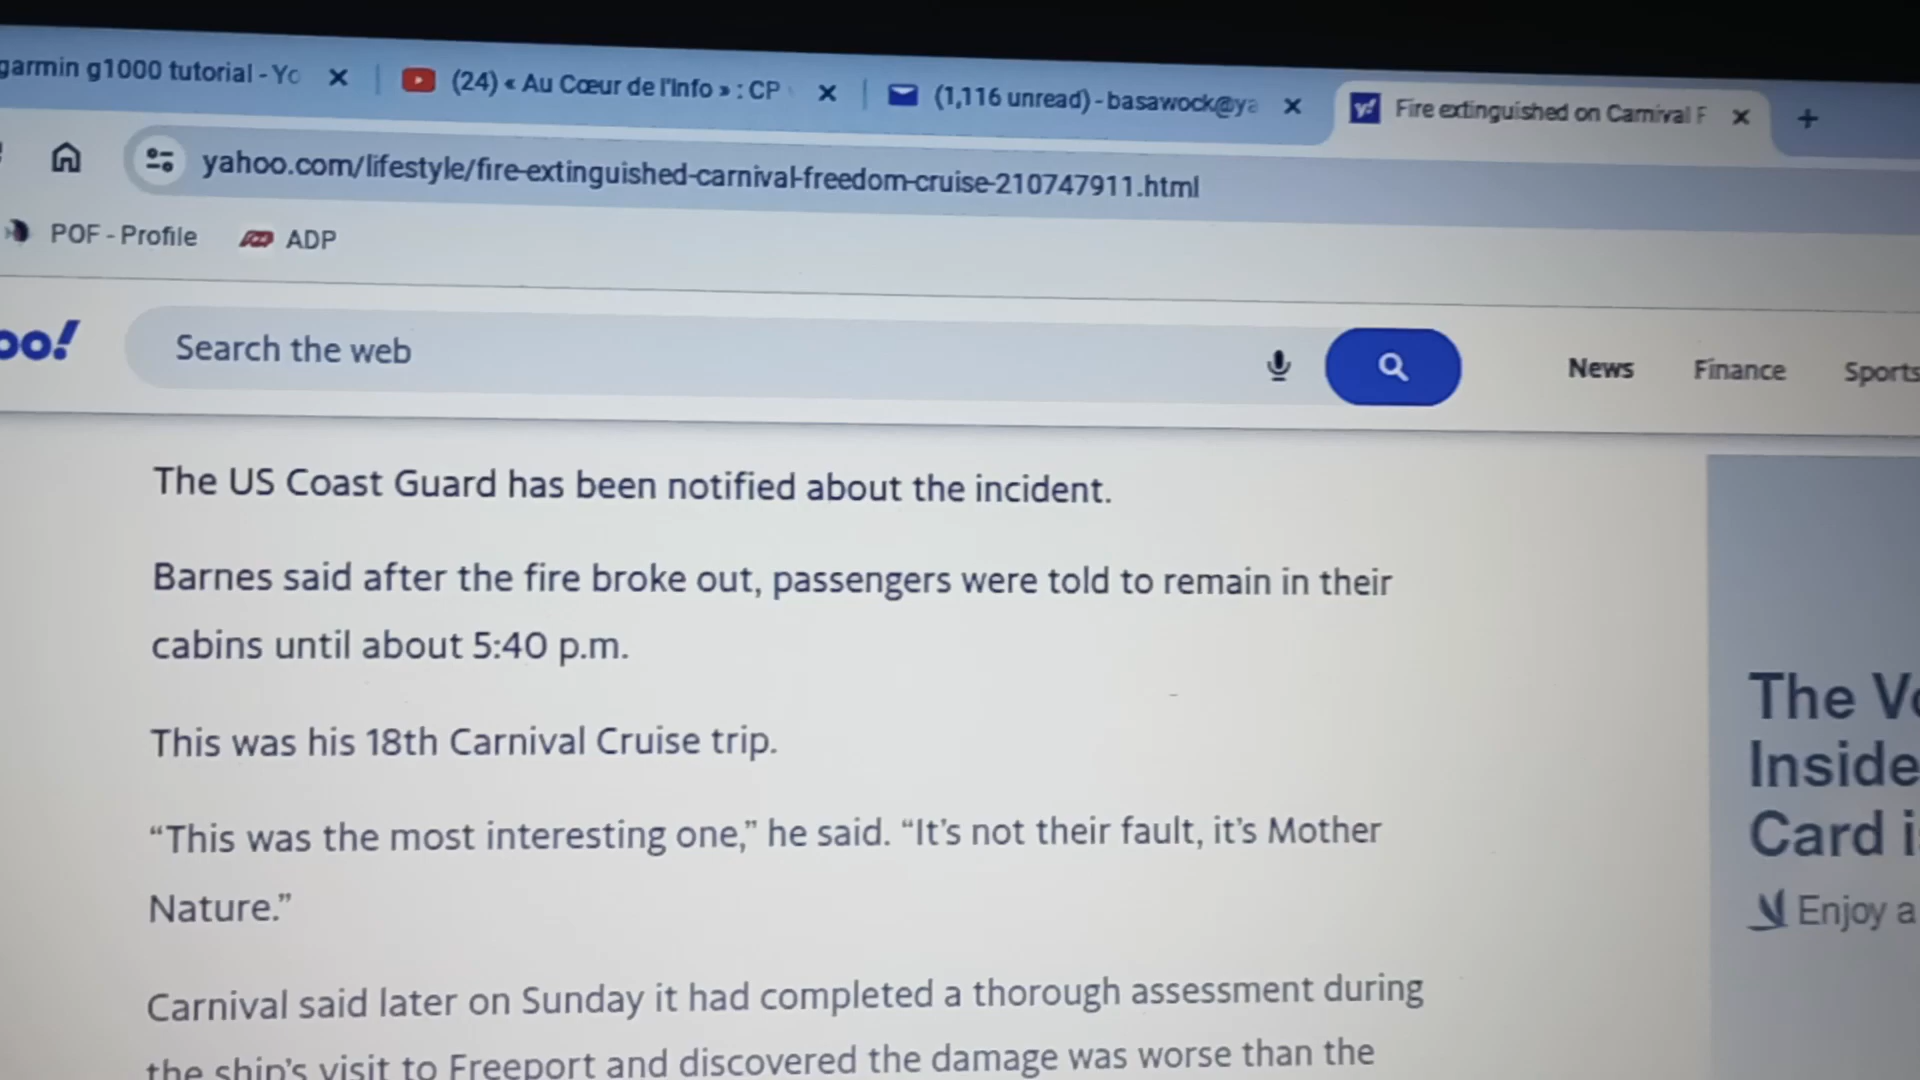 garmin g1000 tutorial - Yo
(24) « Au Cœur de l'Info » : CP
(1,116 unread) - basawock@ya
Fire extinguished on Carnival F
yahoo.com/lifestyle/fire-extinguished-carnival-freedom-cruise-210747911.html
POF - Profile
ADP
oo!
Search the web
News
Finance
Sports
The US Coast Guard has been notified about the incident.
Barnes said after the fire broke out, passengers were told to remain in their
cabins until about 5:40 p.m.
This was his 18th Carnival Cruise trip.
“This was the most interesting one,” he said. “It’s not their fault, it’s Mother
Nature.”
Carnival said later on Sunday it had completed a thorough assessment during
the ship’s visit to Freeport and discovered the damage was worse than the
The Vo
Inside
Card i
Enjoy a